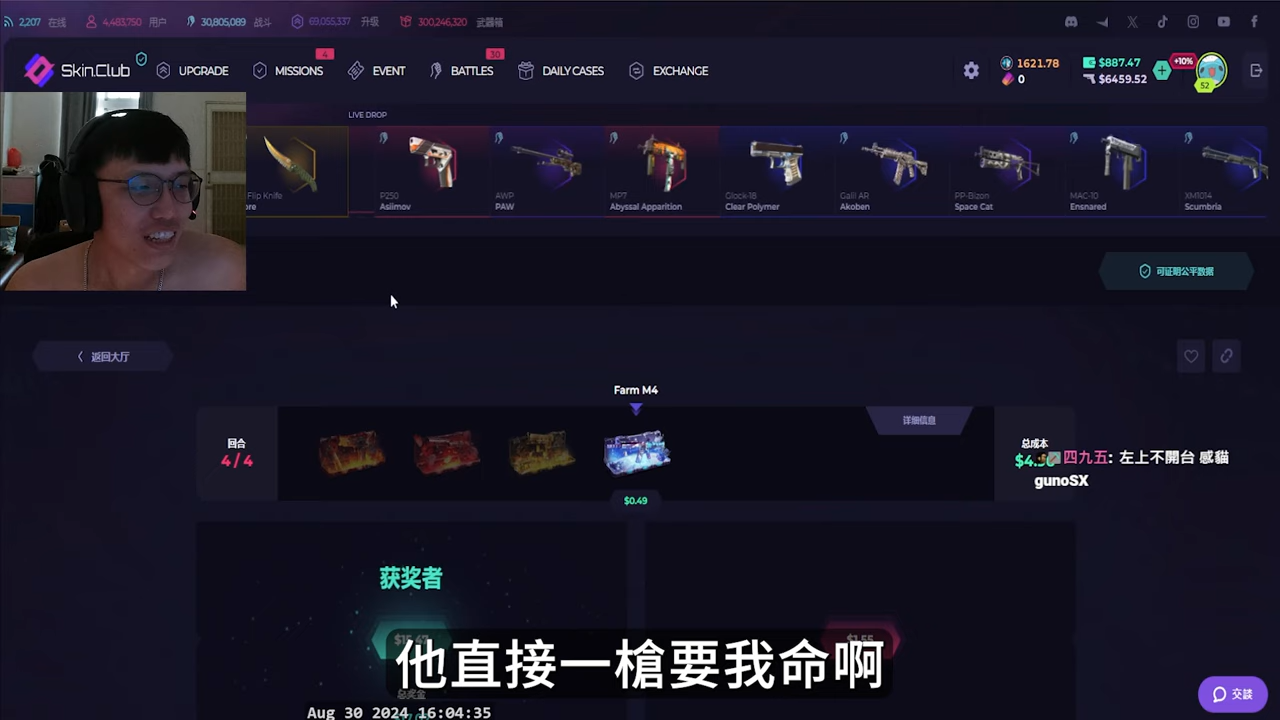 2,207 在线 4,483,750 用户 30,805,089 战斗 69,055,337 升级 300,246,320 武器箱
Skin.Club UPGRADE MISSIONS 4 EVENT BATTLES 30 DAILY CASES EXCHANGE
1621.78
0
$887.47
$6459.52
+10%
52
LIVE DROP
Flip Knife
P250
Asiimov
AWP
PAW
MP7
Abyssal Apparition
Glock-18
Clear Polymer
Galil AR
Akoben
PP-Bizon
Space Cat
MAC-10
Ensnared
XM1014
Scumbria
可证明公平数据
返回大厅
Farm M4
回合
4/4
详细信息
总成本
四九五: 左上不開台 感貓
gunoSX
$0.49
获奖者
他直接一槍要我命啊
总奖金
Aug 30 2024 16:04:35
交談